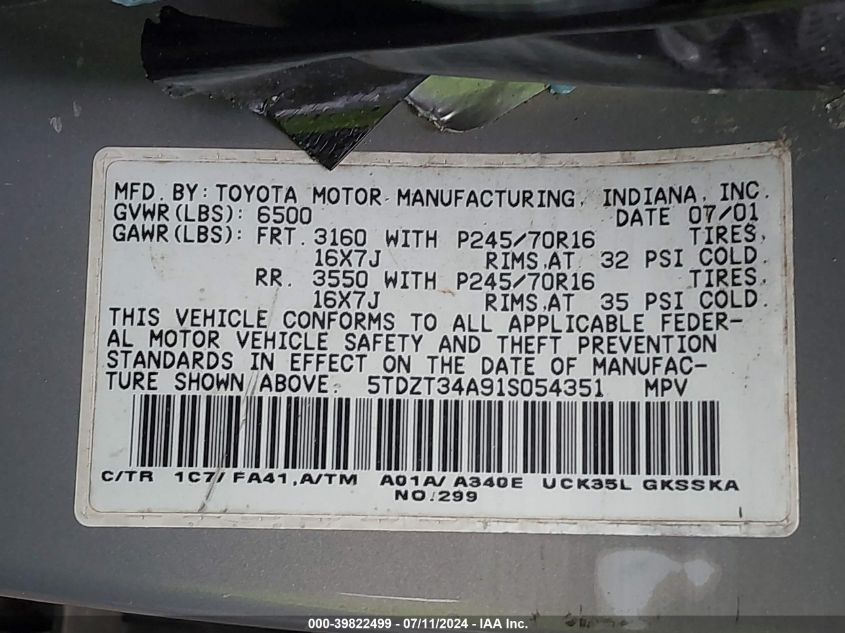 MFD. BY: TOYOTA MOTOR MANUFACTURING, INDIANA, INC.
GVWR(LBS): 6500 DATE 07/01
GAWR(LBS): FRT. 3160 WITH P245/70R16 TIRES,
16X7J RIMS,AT 32 PSI COLD.
RR. 3550 WITH P245/70R16 TIRES,
16X7J RIMS,AT 35 PSI COLD.
THIS VEHICLE CONFORMS TO ALL APPLICABLE FEDER-
AL MOTOR VEHICLE SAFETY AND THEFT PREVENTION
STANDARDS IN EFFECT ON THE DATE OF MANUFAC-
TURE SHOWN ABOVE. 5TDZT34A91S054351 MPV
C/TR 1C7/FA41,A/TM A01A/A340E UCK35L GKSSKA
NO.299
000-39822499 - 07/11/2024 - IAA Inc.